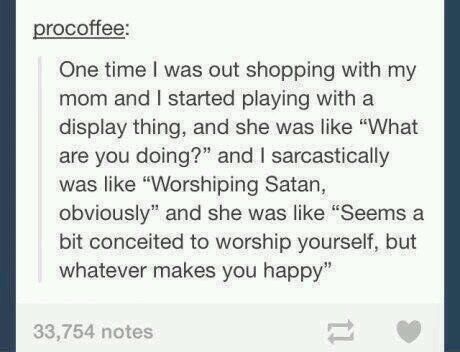 procoffee:
One time I was out shopping with my
mom and I started playing with a
display thing, and she was like “What
are you doing?” and I sarcastically
was like “Worshiping Satan,
obviously” and she was like “Seems a
bit conceited to worship yourself, but
whatever makes you happy”
33,754 notes